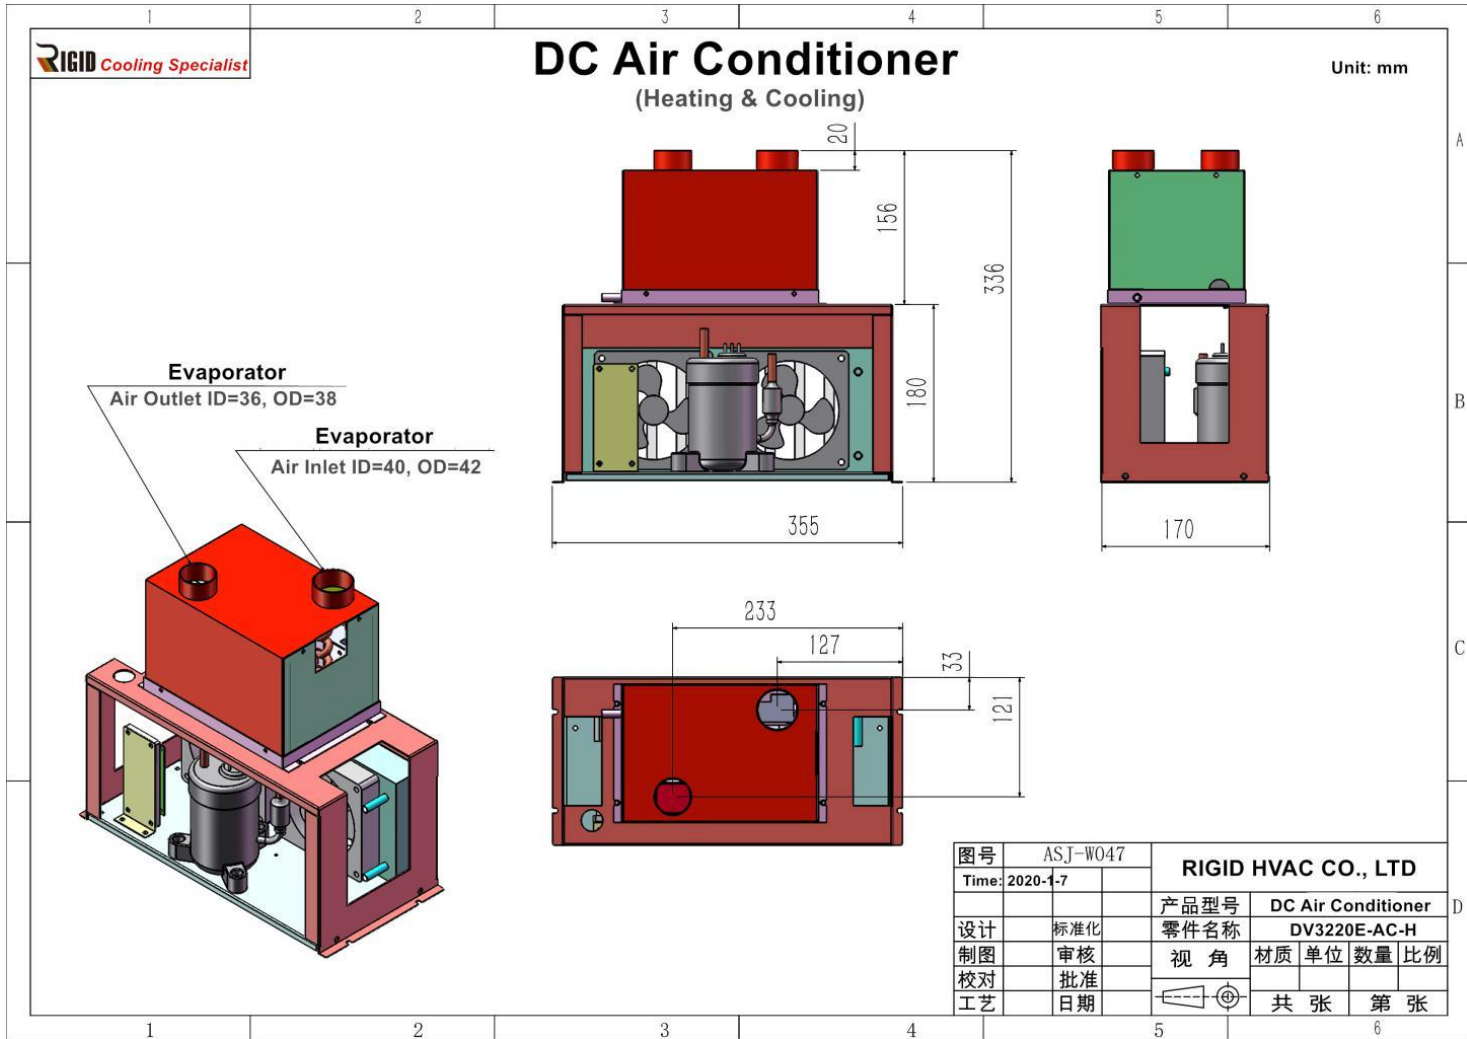 1 2 3 4 5 6
RIGID Cooling Specialist
DC Air Conditioner
(Heating & Cooling)
Unit: mm
A
20
156
336
180
B
Evaporator
Air Outlet ID=36, OD=38
Evaporator
Air Inlet ID=40, OD=42
355
170
233
127
33
121
C
图号 ASJ-W047
RIGID HVAC CO., LTD
Time: 2020-1-7
产品型号 DC Air Conditioner
D
设计 标准化 零件名称 DV3220E-AC-H
制图 审核 视 角 材质 单位 数量 比例
校对 批准
工艺 日期 共 张 第 张
1 2 3 4 5 6